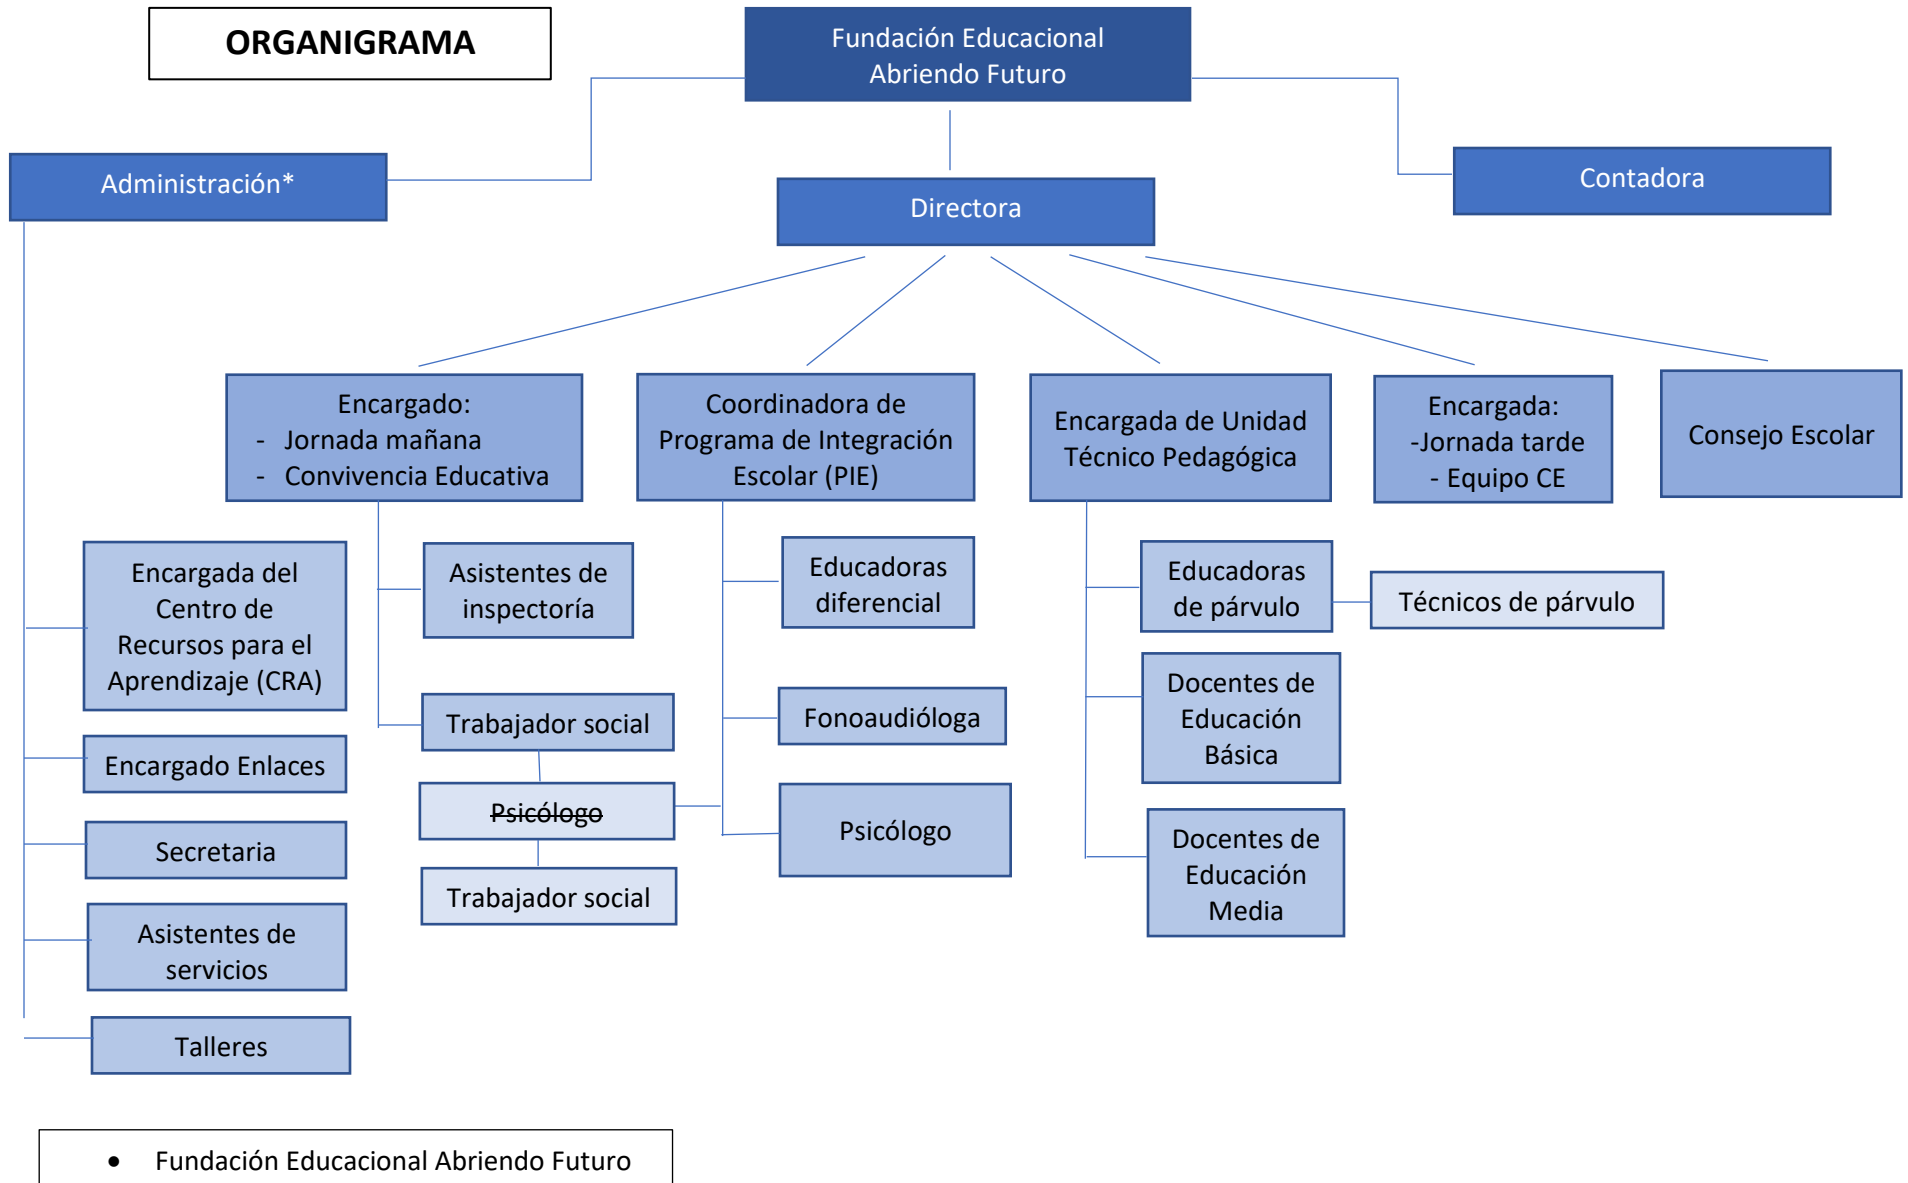 ORGANIGRAMA
Fundación Educacional
Abriendo Futuro
Administración*
Directora
Contadora
Encargado:
- Jornada mañana
- Convivencia Educativa
Coordinadora de
Programa de Integración
Escolar (PIE)
Encargada de Unidad
Técnico Pedagógica
Encargada:
-Jornada tarde
- Equipo CE
Consejo Escolar
Encargada del
Centro de
Recursos para el
Aprendizaje (CRA)
Encargado Enlaces
Secretaria
Asistentes de
servicios
Talleres
Asistentes de
inspectoría
Trabajador social
Psicólogo
Trabajador social
Educadoras
diferencial
Fonoaudióloga
Psicólogo
Educadoras
de párvulo
Técnicos de párvulo
Docentes de
Educación
Básica
Docentes de
Educación
Media
• Fundación Educacional Abriendo Futuro